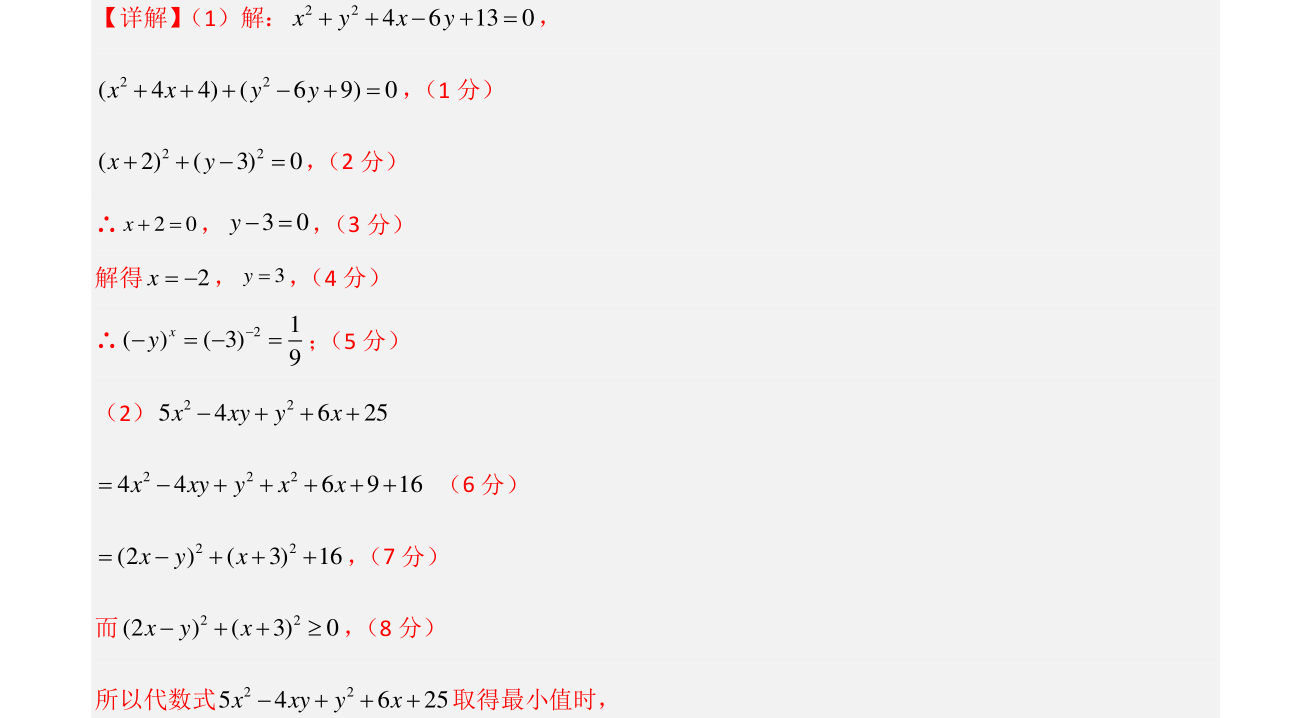 【详解】（1）解：x² + y² + 4x − 6y + 13 = 0，
(x² + 4x + 4) + (y² − 6y + 9) = 0，（1 分）
(x + 2)² + (y − 3)² = 0，（2 分）
∴ x + 2 = 0， y − 3 = 0，（3 分）
解得 x = −2， y = 3，（4 分）
∴ (−y)ˣ = (−3)⁻² = 1/9；（5 分）
（2）5x² − 4xy + y² + 6x + 25
= 4x² − 4xy + y² + x² + 6x + 9 + 16 （6 分）
= (2x − y)² + (x + 3)² + 16，（7 分）
而 (2x − y)² + (x + 3)² ≥ 0，（8 分）
所以代数式 5x² − 4xy + y² + 6x + 25 取得最小值时，